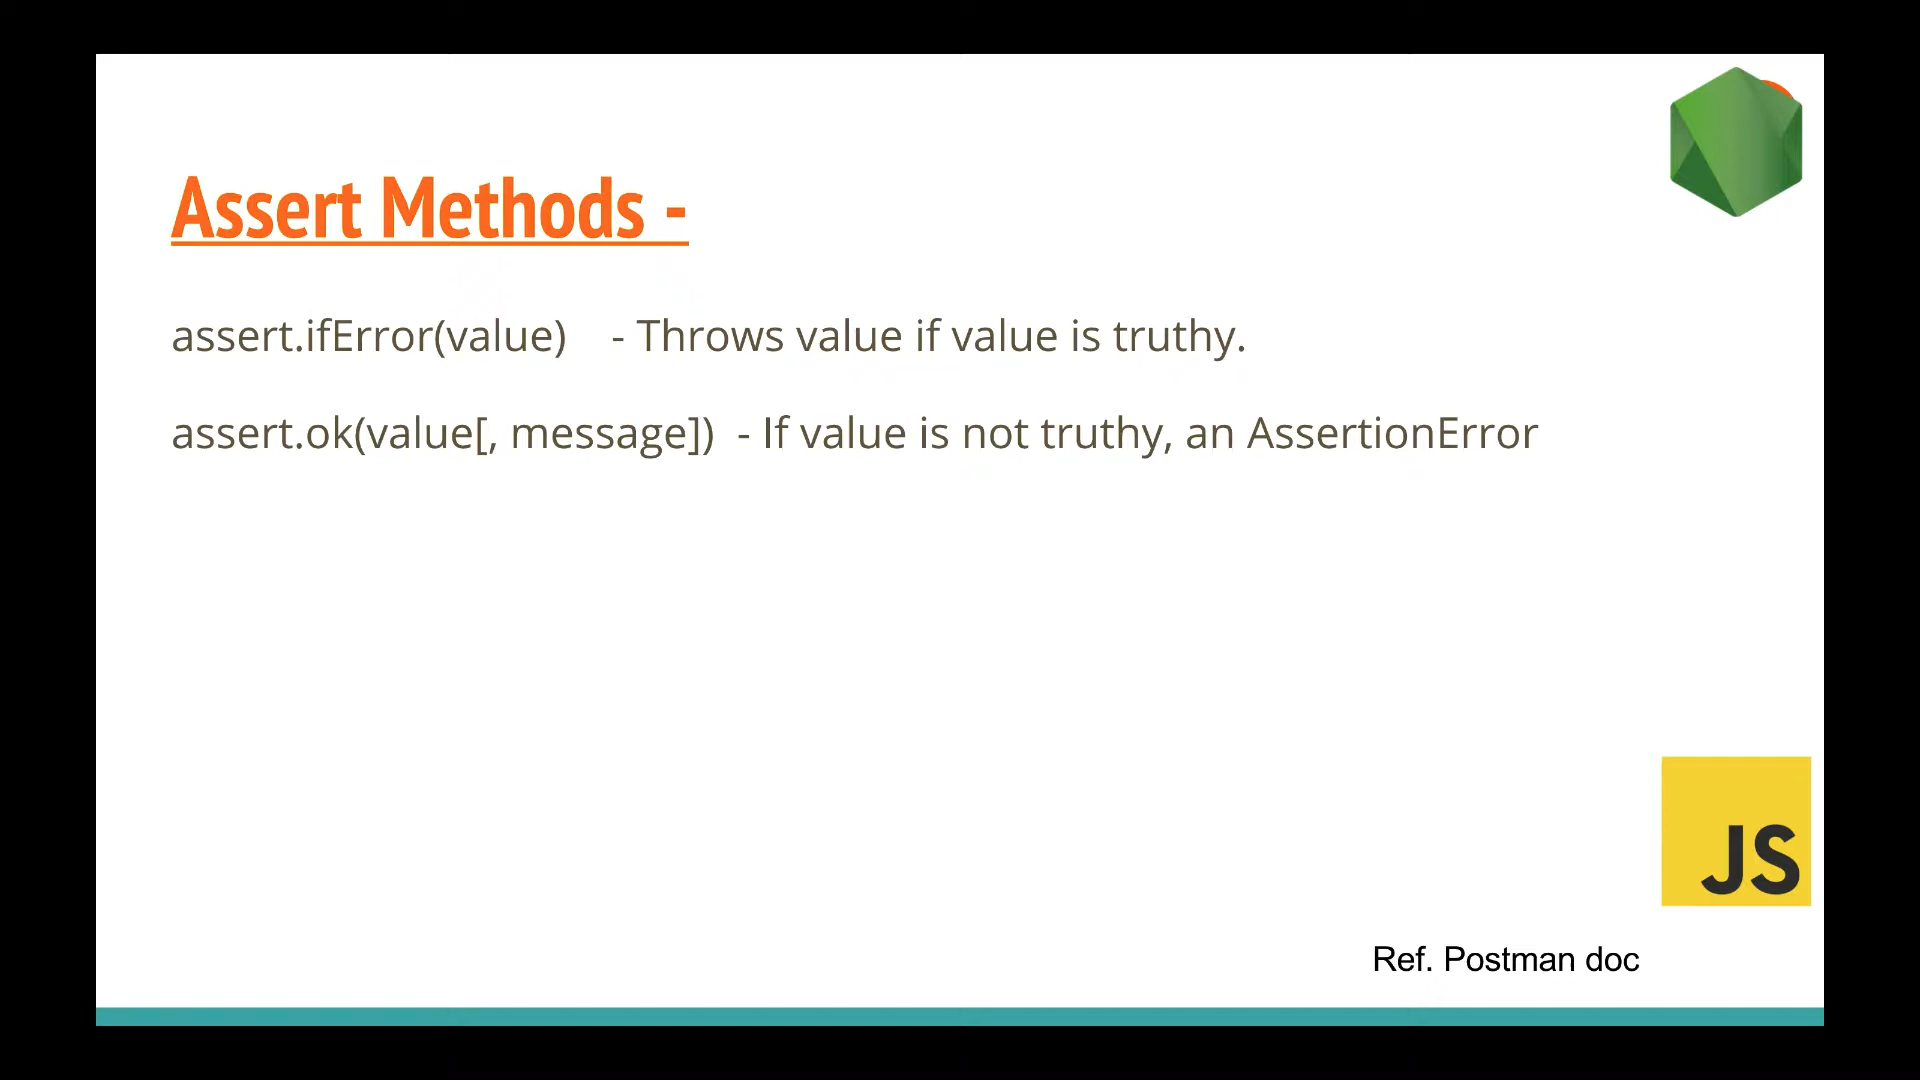 Assert Methods -
assert.ifError(value) - Throws value if value is truthy.
assert.ok(value[, message]) - If value is not truthy, an AssertionError
JS
Ref. Postman doc